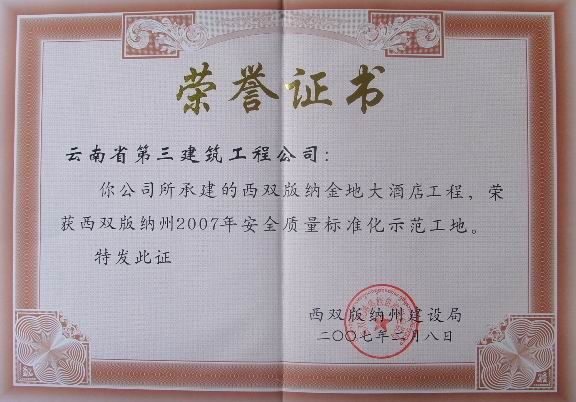 荣誉证书
云南省第三建筑工程公司：
你公司所承建的西双版纳金地大酒店工程，荣
获西双版纳州2007年安全质量标准化示范工地。
特发此证
西双版纳州建设局
二〇〇七年二月八日